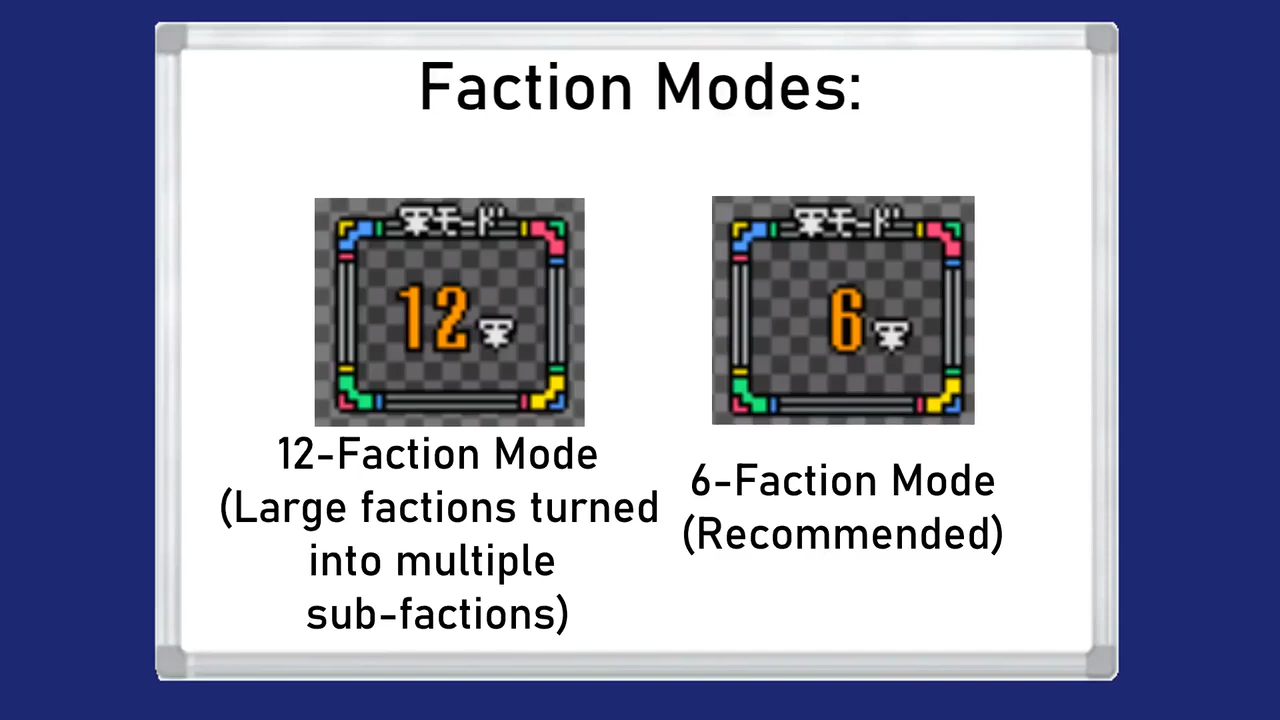 Faction Modes:
軍モード
12軍
軍モード
6軍
12-Faction Mode
(Large factions turned
into multiple
sub-factions)
6-Faction Mode
(Recommended)